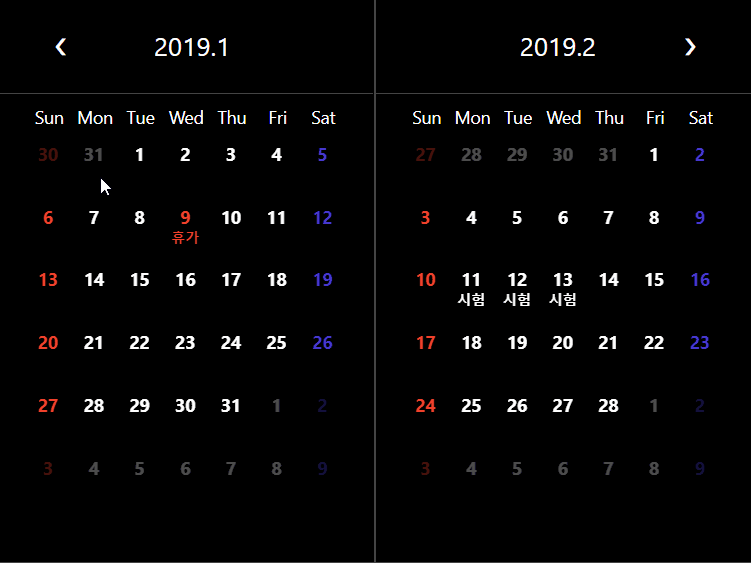 ‹ 2019.1
Sun Mon Tue Wed Thu Fri Sat
30 31 1 2 3 4 5
6 7 8 9 10 11 12
휴가
13 14 15 16 17 18 19
20 21 22 23 24 25 26
27 28 29 30 31 1 2
3 4 5 6 7 8 9
2019.2 ›
Sun Mon Tue Wed Thu Fri Sat
27 28 29 30 31 1 2
3 4 5 6 7 8 9
10 11 12 13 14 15 16
시험 시험 시험
17 18 19 20 21 22 23
24 25 26 27 28 1 2
3 4 5 6 7 8 9